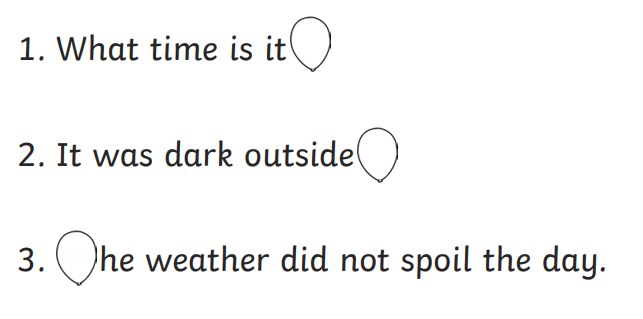 1. What time is it
2. It was dark outside
3. he weather did not spoil the day.